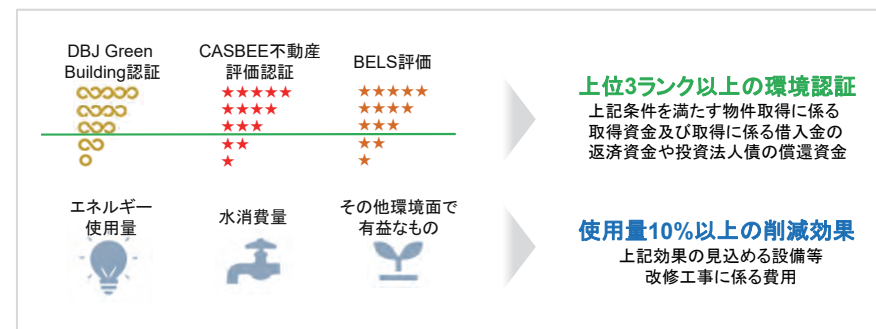 DBJ Green
Building認証
CASBEE不動産
評価認証
BELS評価
★★★★★
★★★★★
★★★★
★★★★
★★★
★★★
★★
★★
★
★
上位3ランク以上の環境認証
上記条件を満たす物件取得に係る
取得資金及び取得に係る借入金の
返済資金や投資法人債の償還資金
エネルギー
使用量
水消費量
その他環境面で
有益なもの
使用量10%以上の削減効果
上記効果の見込める設備等
改修工事に係る費用